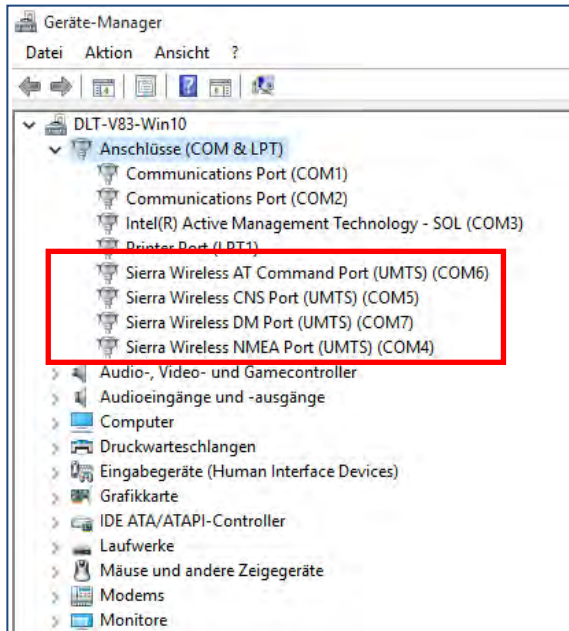 Geräte-Manager
Datei Aktion Ansicht ?
DLT-V83-Win10
Anschlüsse (COM & LPT)
Communications Port (COM1)
Communications Port (COM2)
Intel(R) Active Management Technology - SOL (COM3)
Printer Port (LPT1)
Sierra Wireless AT Command Port (UMTS) (COM6)
Sierra Wireless CNS Port (UMTS) (COM5)
Sierra Wireless DM Port (UMTS) (COM7)
Sierra Wireless NMEA Port (UMTS) (COM4)
Audio-, Video- und Gamecontroller
Audioeingänge und -ausgänge
Computer
Druckwarteschlangen
Eingabegeräte (Human Interface Devices)
Grafikkarte
IDE ATA/ATAPI-Controller
Laufwerke
Mäuse und andere Zeigegeräte
Modems
Monitore